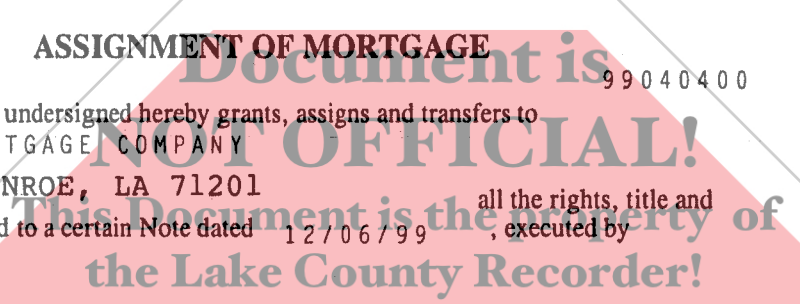 ASSIGNMENT OF MORTGAGE
Document is
99040400
undersigned hereby grants, assigns and transfers to
TGAGE COMPANY
NOT OFFICIAL!
NROE, LA 71201
all the rights, title and
This Document is the property of
d to a certain Note dated 12/06/99 , executed by
the Lake County Recorder!